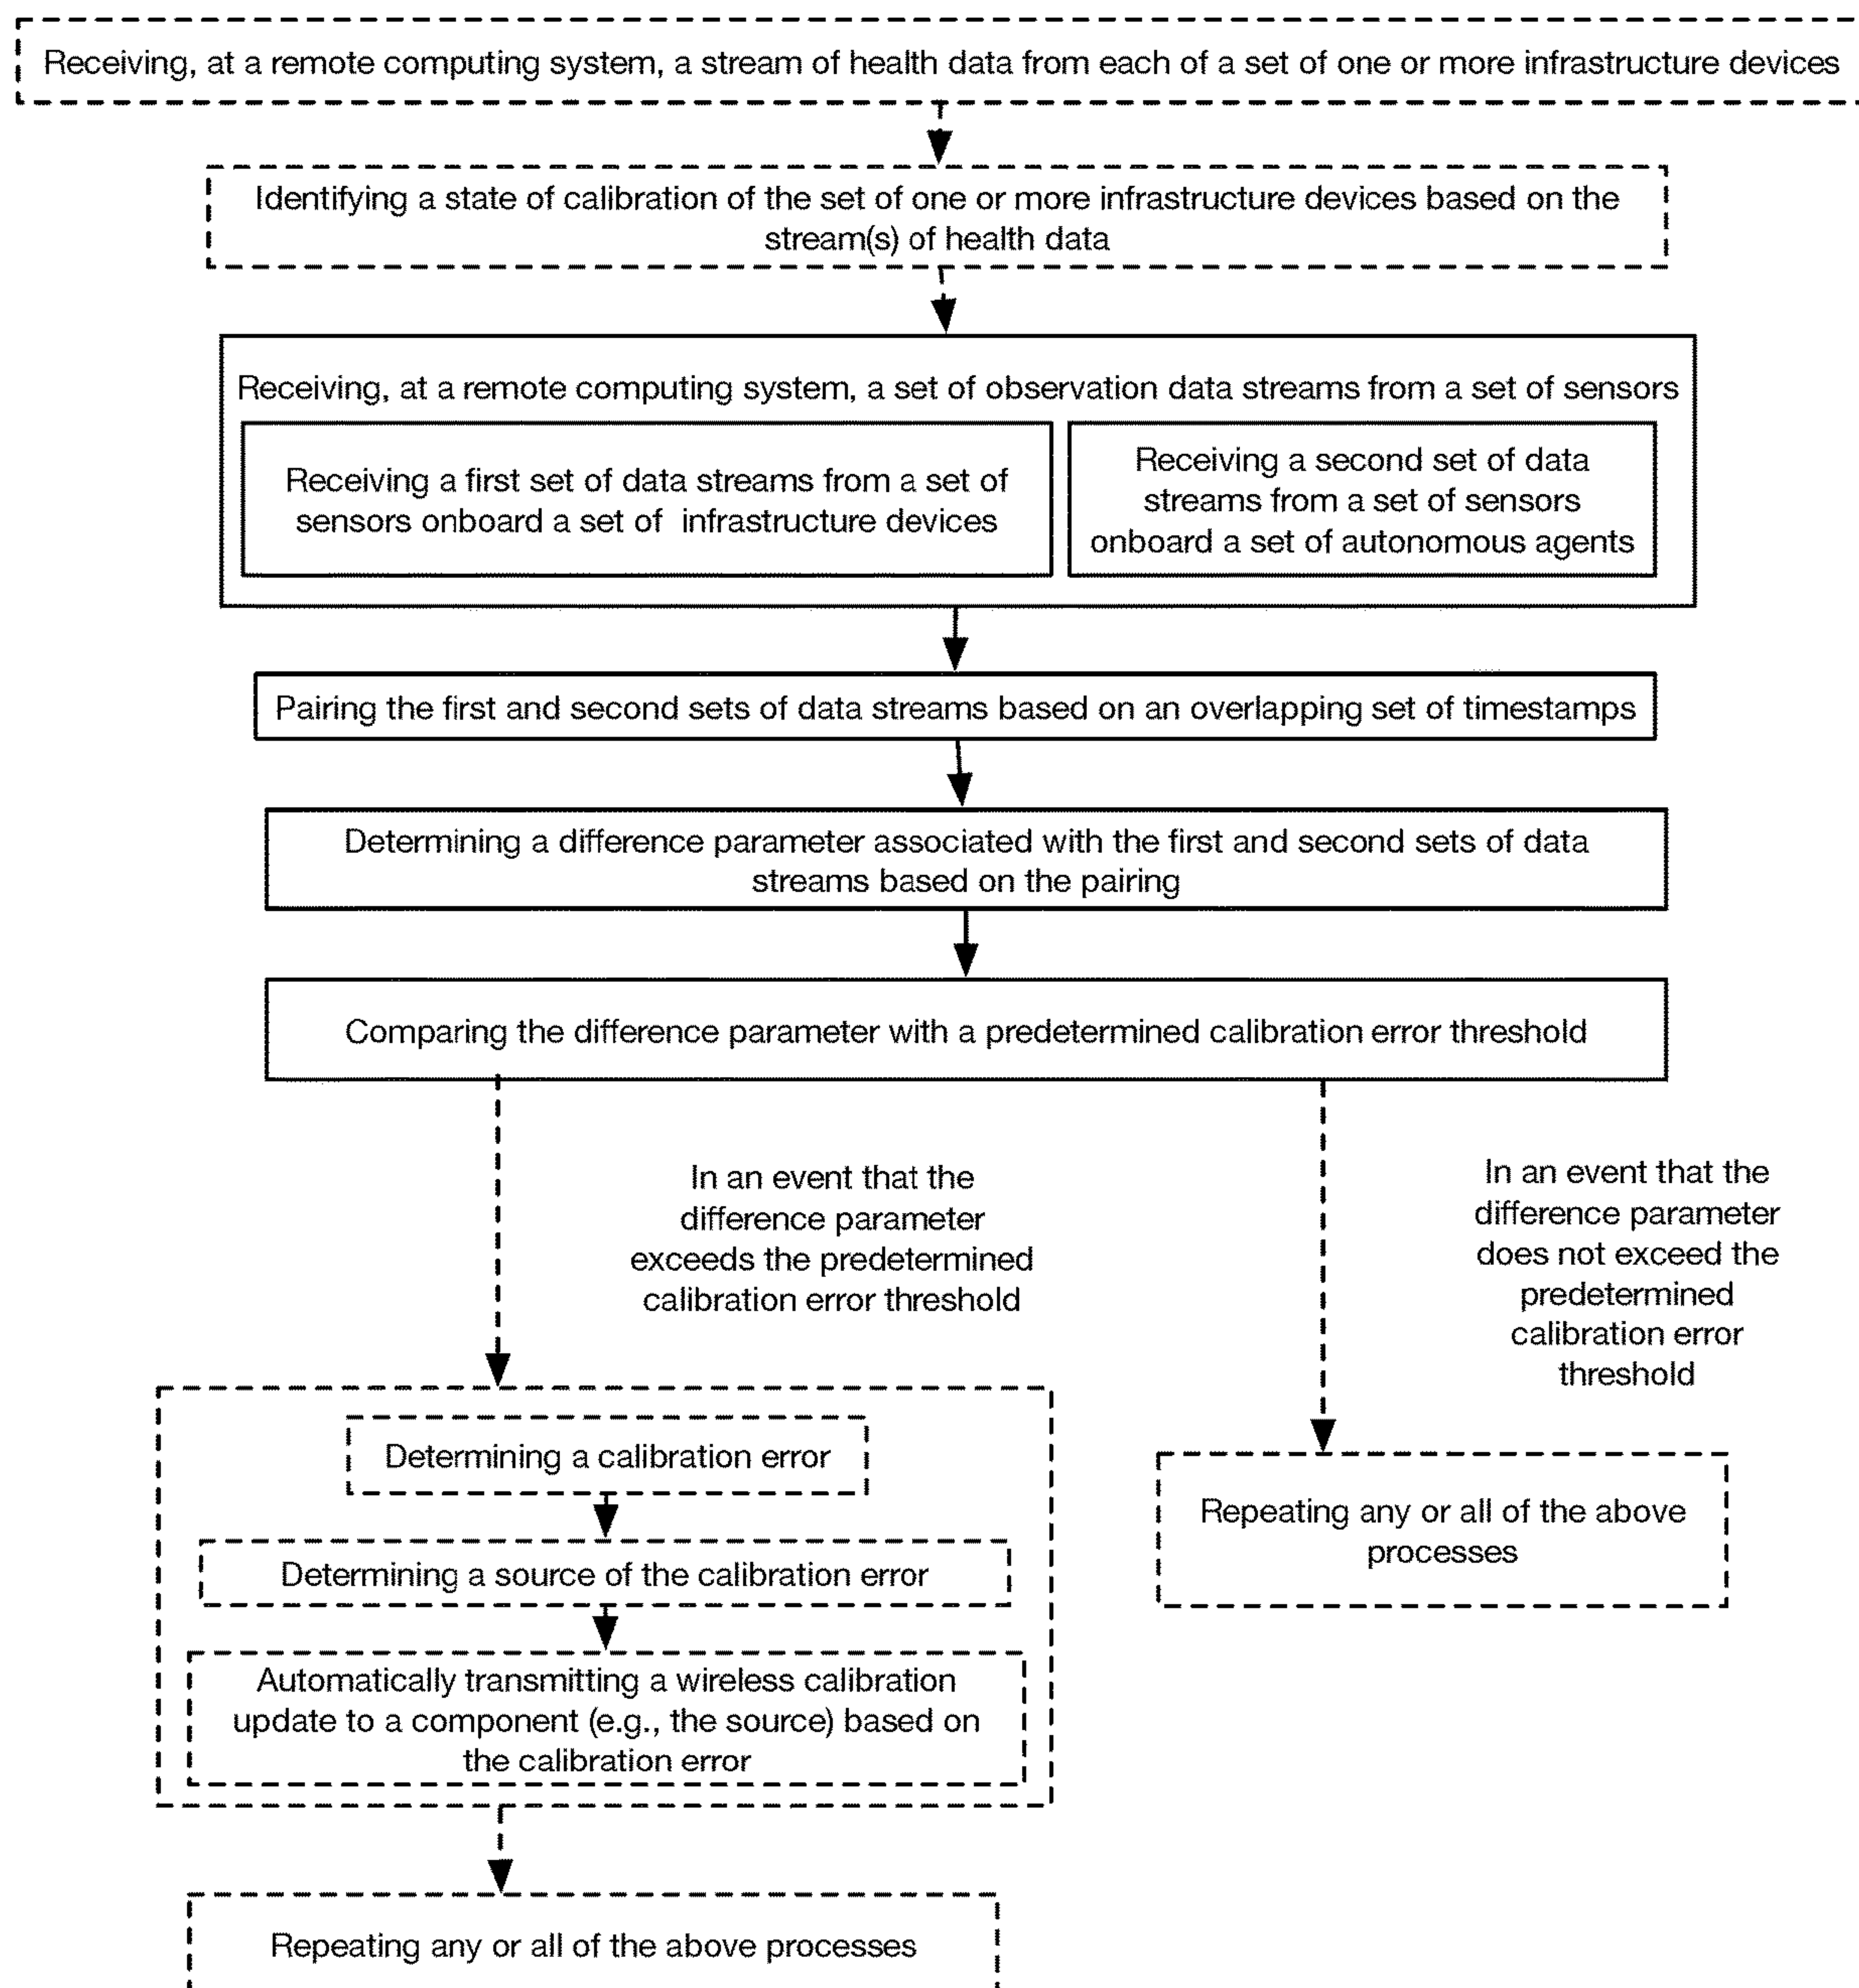 Receiving, at a remote computing system, a stream of health data from each of a set of one or more infrastructure devices
Identifying a state of calibration of the set of one or more infrastructure devices based on the
stream(s) of health data
Receiving, at a remote computing system, a set of observation data streams from a set of sensors
Receiving a first set of data streams from a set of
sensors onboard a set of infrastructure devices
Receiving a second set of data
streams from a set of sensors
onboard a set of autonomous agents
Pairing the first and second sets of data streams based on an overlapping set of timestamps
Determining a difference parameter associated with the first and second sets of data
streams based on the pairing
Comparing the difference parameter with a predetermined calibration error threshold
In an event that the
difference parameter
exceeds the predetermined
calibration error threshold
In an event that the
difference parameter
does not exceed the
predetermined
calibration error
threshold
Determining a calibration error
Determining a source of the calibration error
Automatically transmitting a wireless calibration
update to a component (e.g., the source) based on
the calibration error
Repeating any or all of the above
processes
Repeating any or all of the above processes